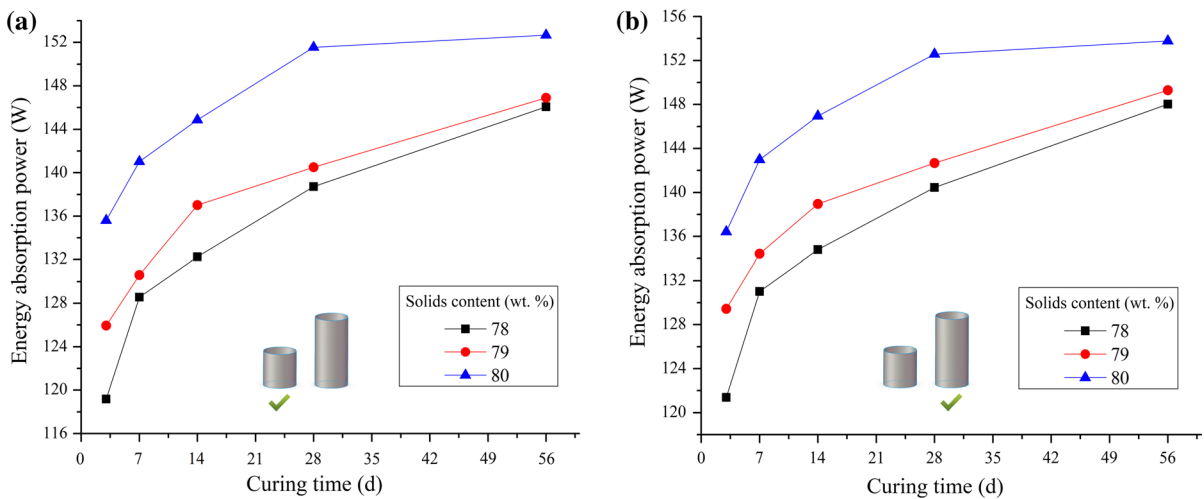 (a)
Energy absorption power (W)
152
148
144
140
136
132
128
124
120
116
0 7 14 21 28 35 42 49 56
Curing time (d)
Solids content (wt. %)
78
79
80
(b)
Energy absorption power (W)
156
152
148
144
140
136
132
128
124
120
0 7 14 21 28 35 42 49 56
Curing time (d)
Solids content (wt. %)
78
79
80